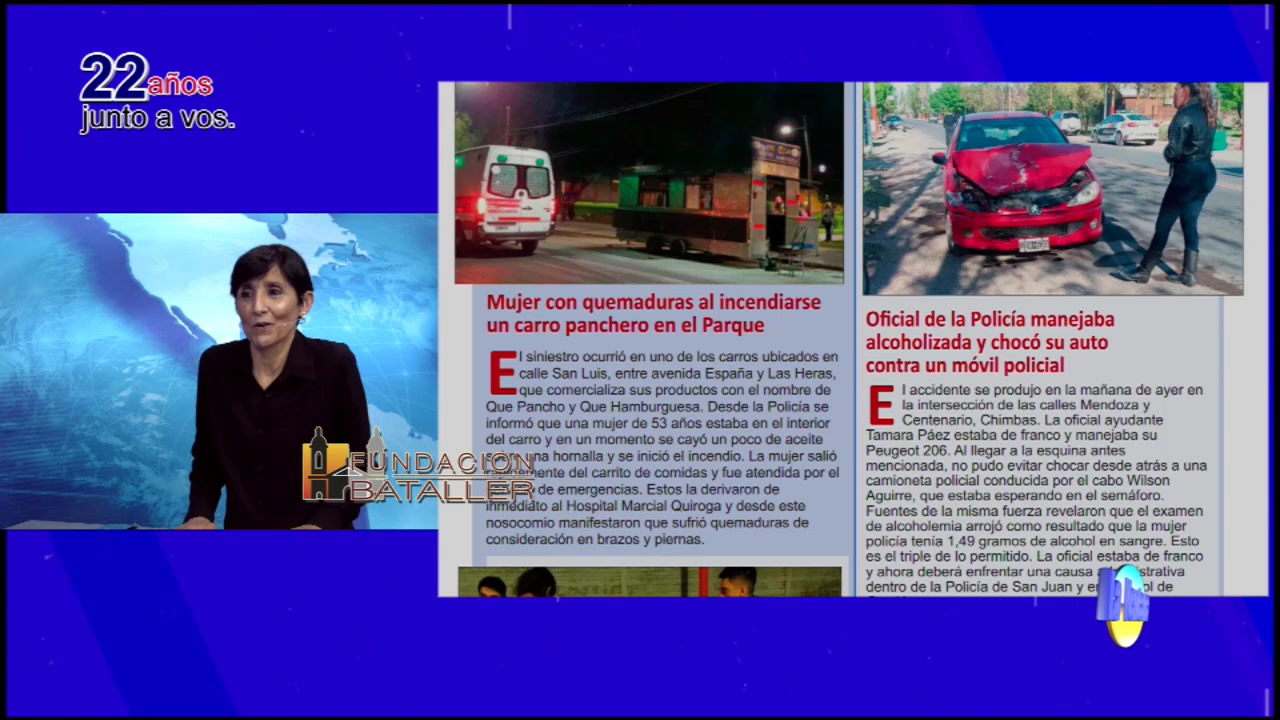 22 años
junto a vos.
Mujer con quemaduras al incendiarse
un carro panchero en el Parque
El siniestro ocurrió en uno de los carros ubicados en
calle San Luis, entre avenida España y Las Heras,
que comercializa sus productos con el nombre de
Que Pancho y Que Hamburguesa. Desde la Policía se
informó que una mujer de 53 años estaba en el interior
del carro y en un momento se cayó un poco de aceite
una hornalla y se inició el incendio. La mujer salió
del carrito de comidas y fue atendida por el
de emergencias. Estos la derivaron de
inmediato al Hospital Marcial Quiroga y desde este
nosocomio manifestaron que sufrió quemaduras de
consideración en brazos y piernas.
FUNDACION
BATALLER
Oficial de la Policía manejaba
alcoholizada y chocó su auto
contra un móvil policial
El accidente se produjo en la mañana de ayer en
la intersección de las calles Mendoza y
Centenario, Chimbas. La oficial ayudante
Tamara Páez estaba de franco y manejaba su
Peugeot 206. Al llegar a la esquina antes
mencionada, no pudo evitar chocar desde atrás a una
camioneta policial conducida por el cabo Wilson
Aguirre, que estaba esperando en el semáforo.
Fuentes de la misma fuerza revelaron que el examen
de alcoholemia arrojó como resultado que la mujer
policía tenía 1,49 gramos de alcohol en sangre. Esto
es el triple de lo permitido. La oficial estaba de franco
y ahora deberá enfrentar una causa
dentro de la Policía de San Juan y en de